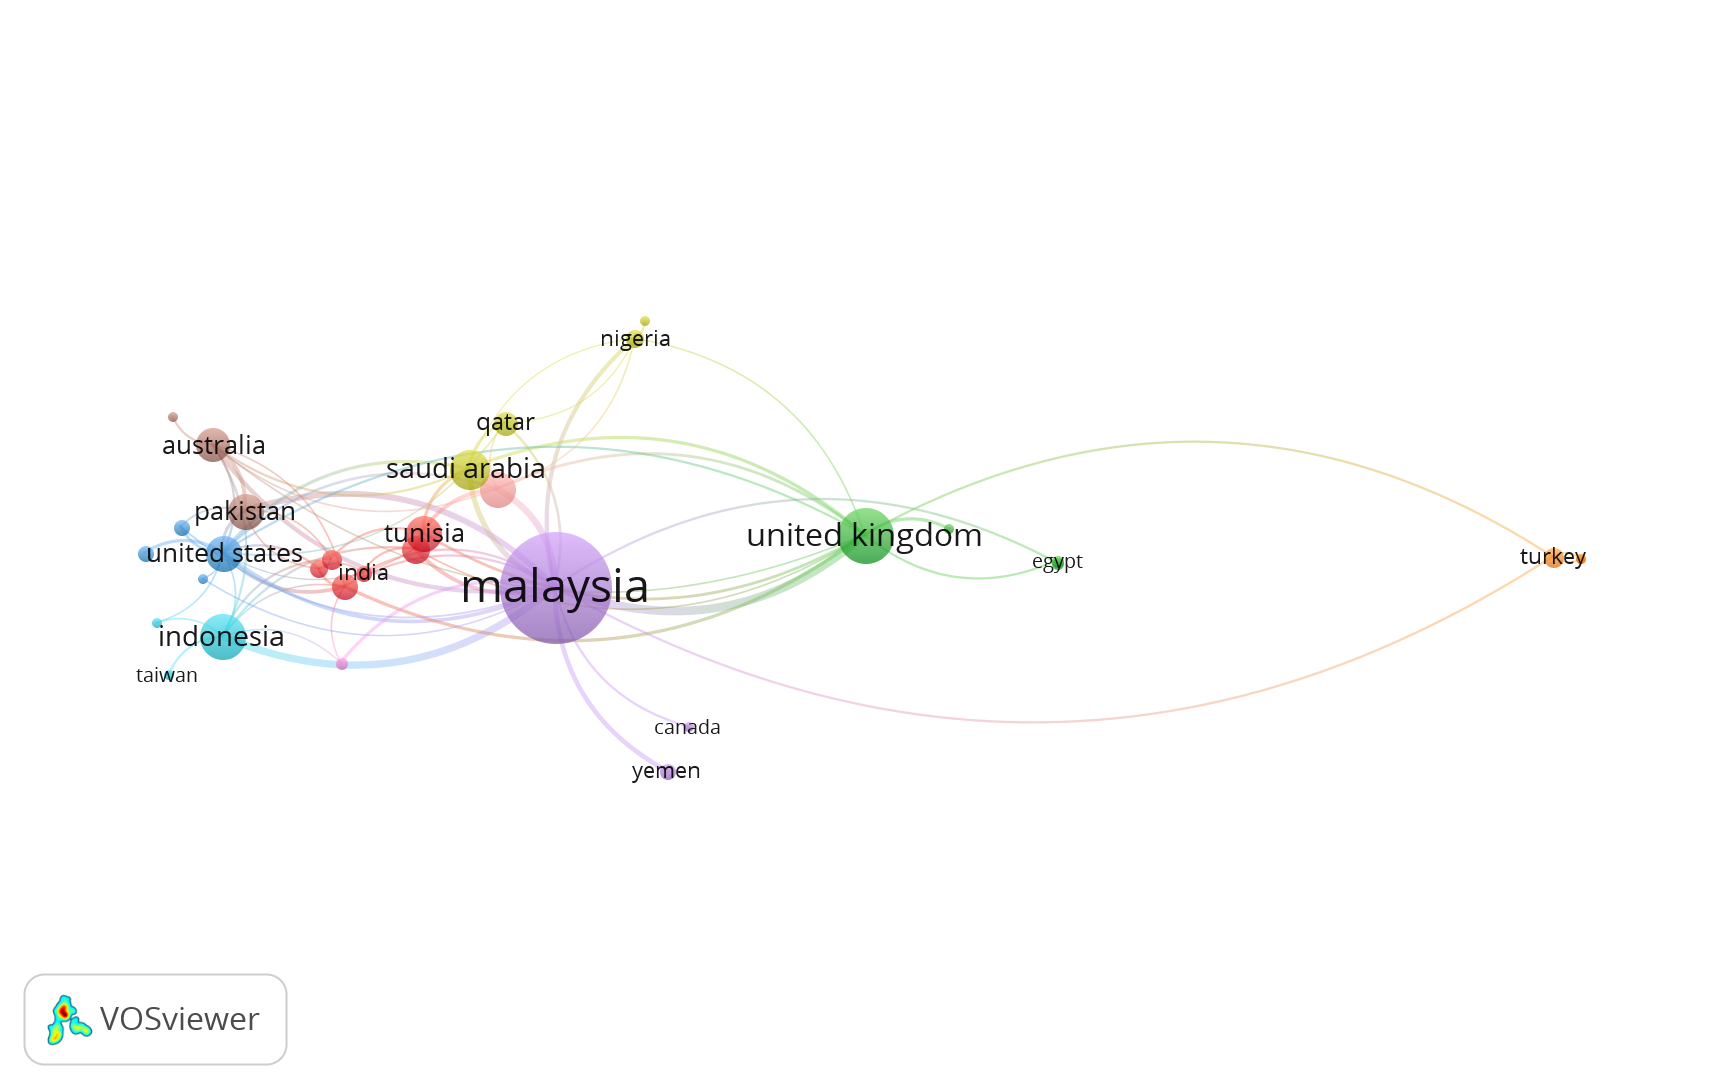 nigeria
qatar
australia
saudi arabia
pakistan
tunisia
united kingdom
united states
egypt
turkey
india
malaysia
indonesia
taiwan
canada
yemen
VOSviewer